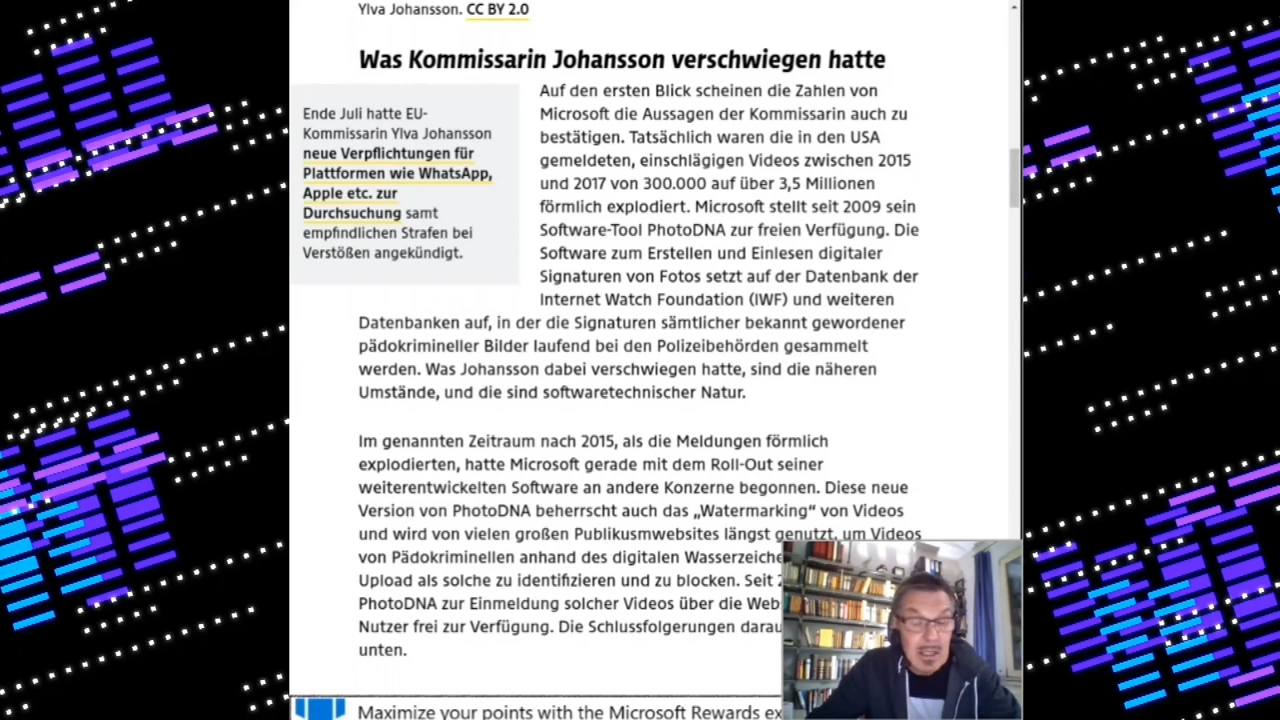 Ylva Johansson. CC BY 2.0
Was Kommissarin Johansson verschwiegen hatte
Ende Juli hatte EU-
Kommissarin Ylva Johansson
neue Verpflichtungen für
Plattformen wie WhatsApp,
Apple etc. zur
Durchsuchung samt
empfindlichen Strafen bei
Verstößen angekündigt.
Auf den ersten Blick scheinen die Zahlen von
Microsoft die Aussagen der Kommissarin auch zu
bestätigen. Tatsächlich waren die in den USA
gemeldeten, einschlägigen Videos zwischen 2015
und 2017 von 300.000 auf über 3,5 Millionen
förmlich explodiert. Microsoft stellt seit 2009 sein
Software-Tool PhotoDNA zur freien Verfügung. Die
Software zum Erstellen und Einlesen digitaler
Signaturen von Fotos setzt auf der Datenbank der
Internet Watch Foundation (IWF) und weiteren
Datenbanken auf, in der die Signaturen sämtlicher bekannt gewordener
pädokrimineller Bilder laufend bei den Polizeibehörden gesammelt
werden. Was Johansson dabei verschwiegen hatte, sind die näheren
Umstände, und die sind softwaretechnischer Natur.
Im genannten Zeitraum nach 2015, als die Meldungen förmlich
explodierten, hatte Microsoft gerade mit dem Roll-Out seiner
weiterentwickelten Software an andere Konzerne begonnen. Diese neue
Version von PhotoDNA beherrscht auch das „Watermarking“ von Videos
und wird von vielen großen Publikumwebsites längst genutzt, um Videos
von Pädokriminellen anhand des digitalen
Upload als solche zu identifizieren und zu blocken. Seit
PhotoDNA zur Einmeldung solcher Videos über die
Nutzer frei zur Verfügung. Die Schlussfolgerungen
unten.
Maximize your points with the Microsoft Rewards